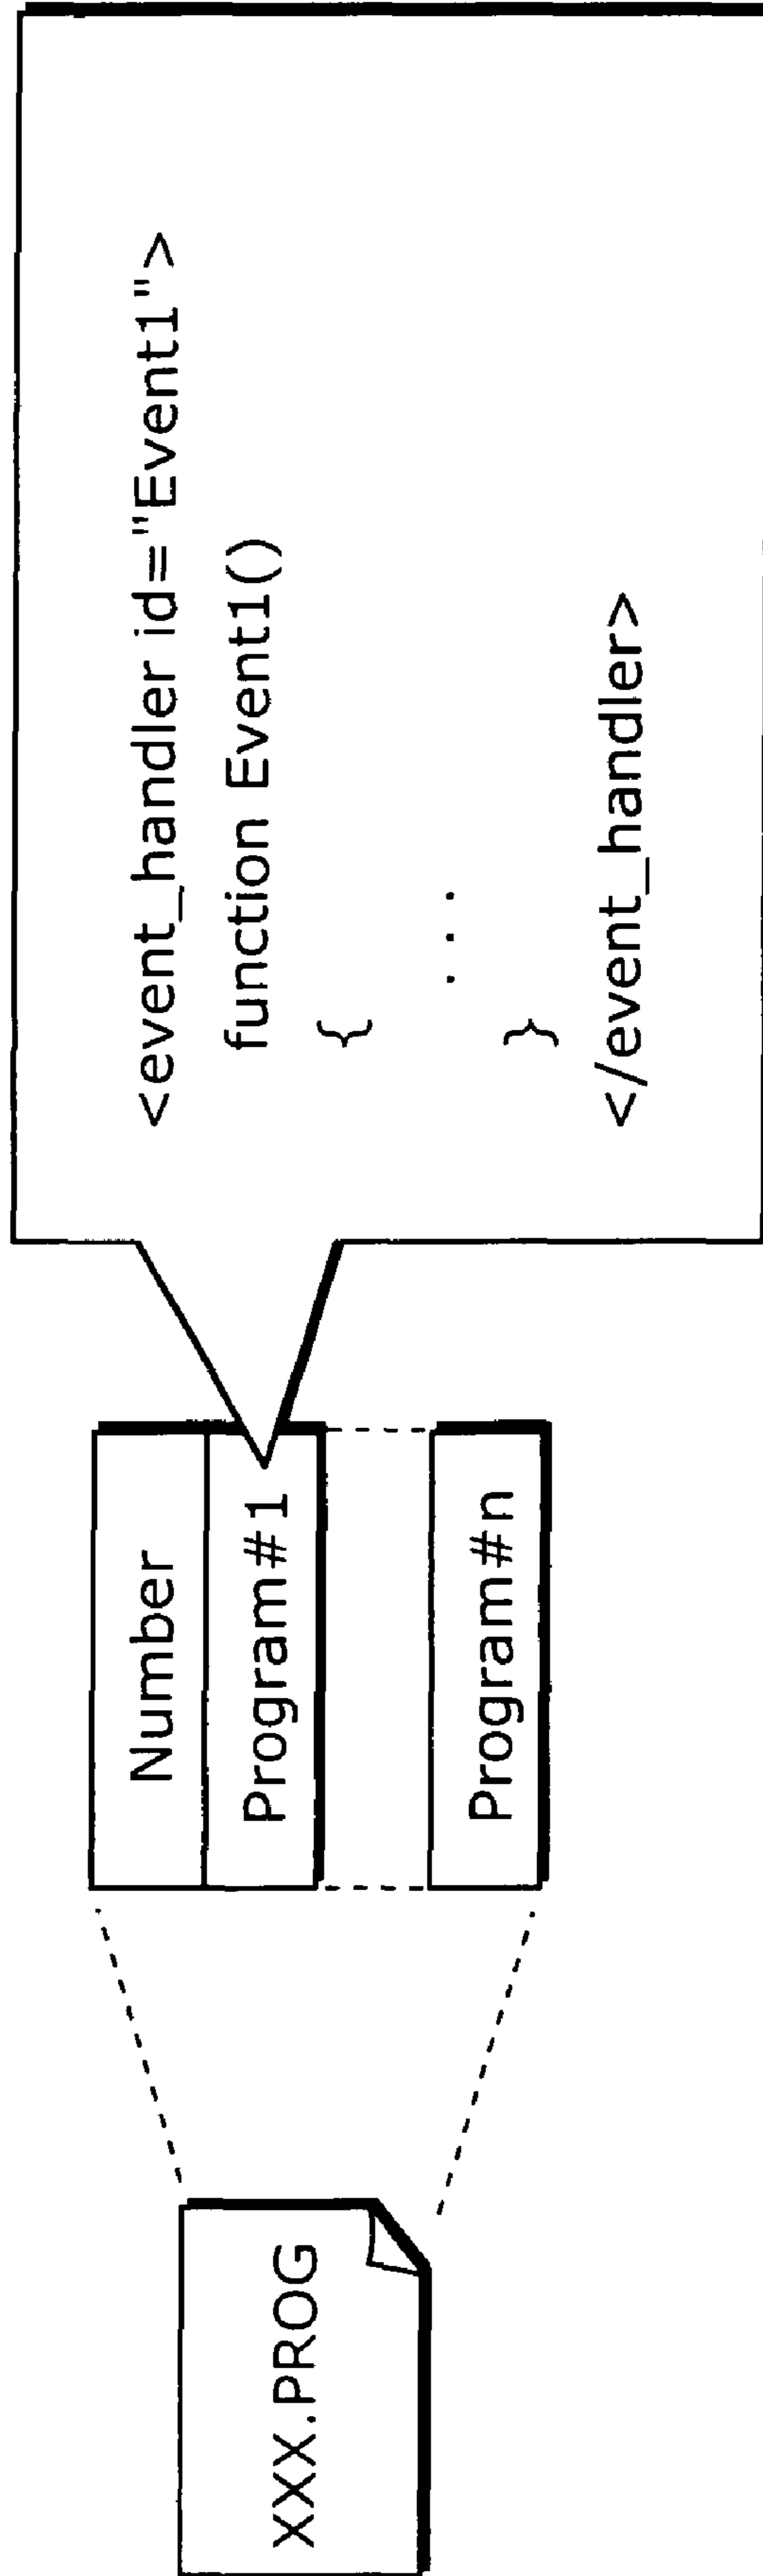 XXX.PROG
Number
Program#1
Program#n
<event_handler id="Event1">
function Event1()
{
...
}
</event_handler>